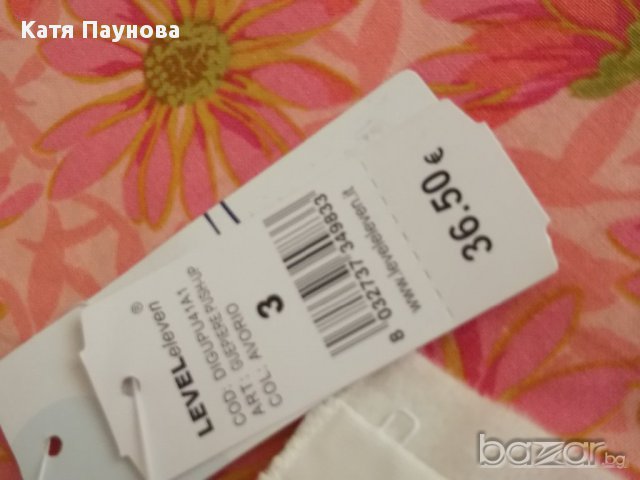 Катя Паунова
LEVELeleven®
COD: DIGUPU41A1
ART: SUEPERE PUSHUP
COL: AVORIO
3
8 032737 349833
www.leveleleven.it
36.50 €
bazar.bg